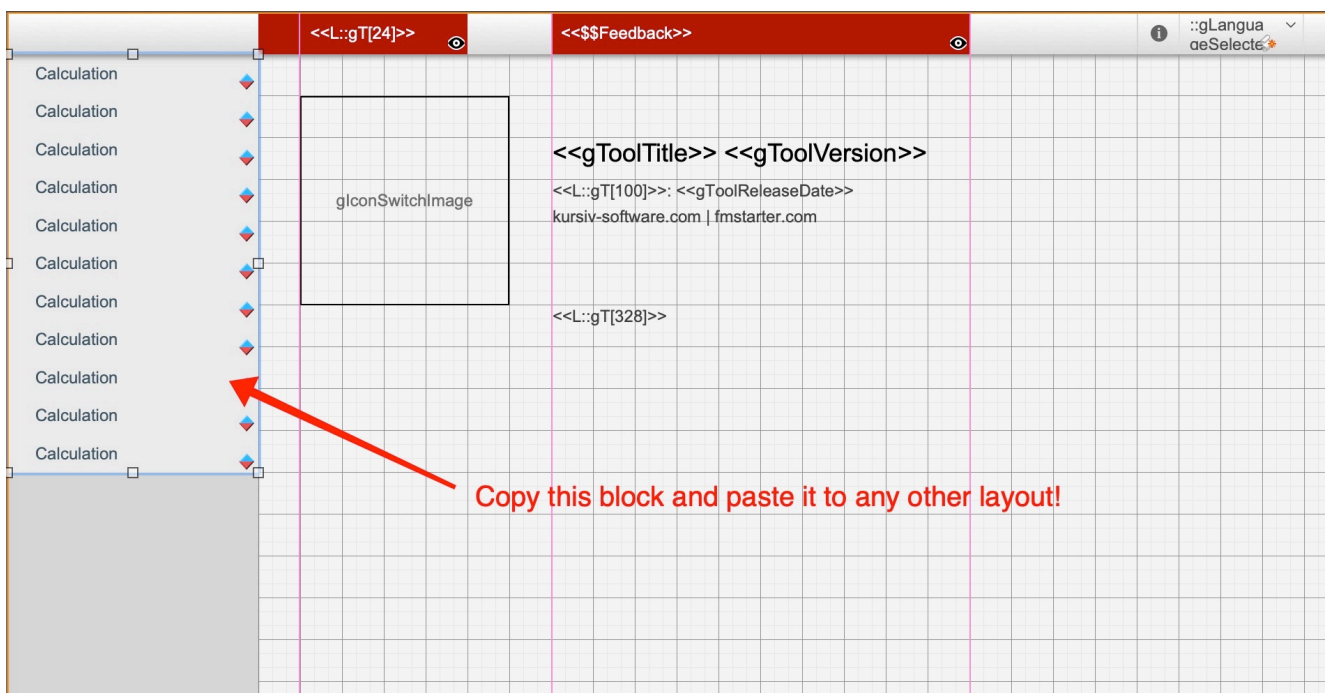 <<L::gT[24]>>
<<$$Feedback>>
::gLangua
geSelecte
Calculation
Calculation
Calculation
Calculation
Calculation
Calculation
Calculation
Calculation
Calculation
Calculation
Calculation
gIconSwitchImage
<<gToolTitle>> <<gToolVersion>>
<<L::gT[100]>>: <<gToolReleaseDate>>
kursiv-software.com | fmstarter.com
<<L::gT[328]>>
Copy this block and paste it to any other layout!